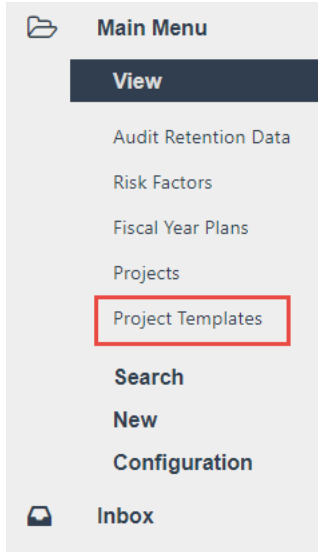 Main Menu
View
Audit Retention Data
Risk Factors
Fiscal Year Plans
Projects
Project Templates
Search
New
Configuration
Inbox